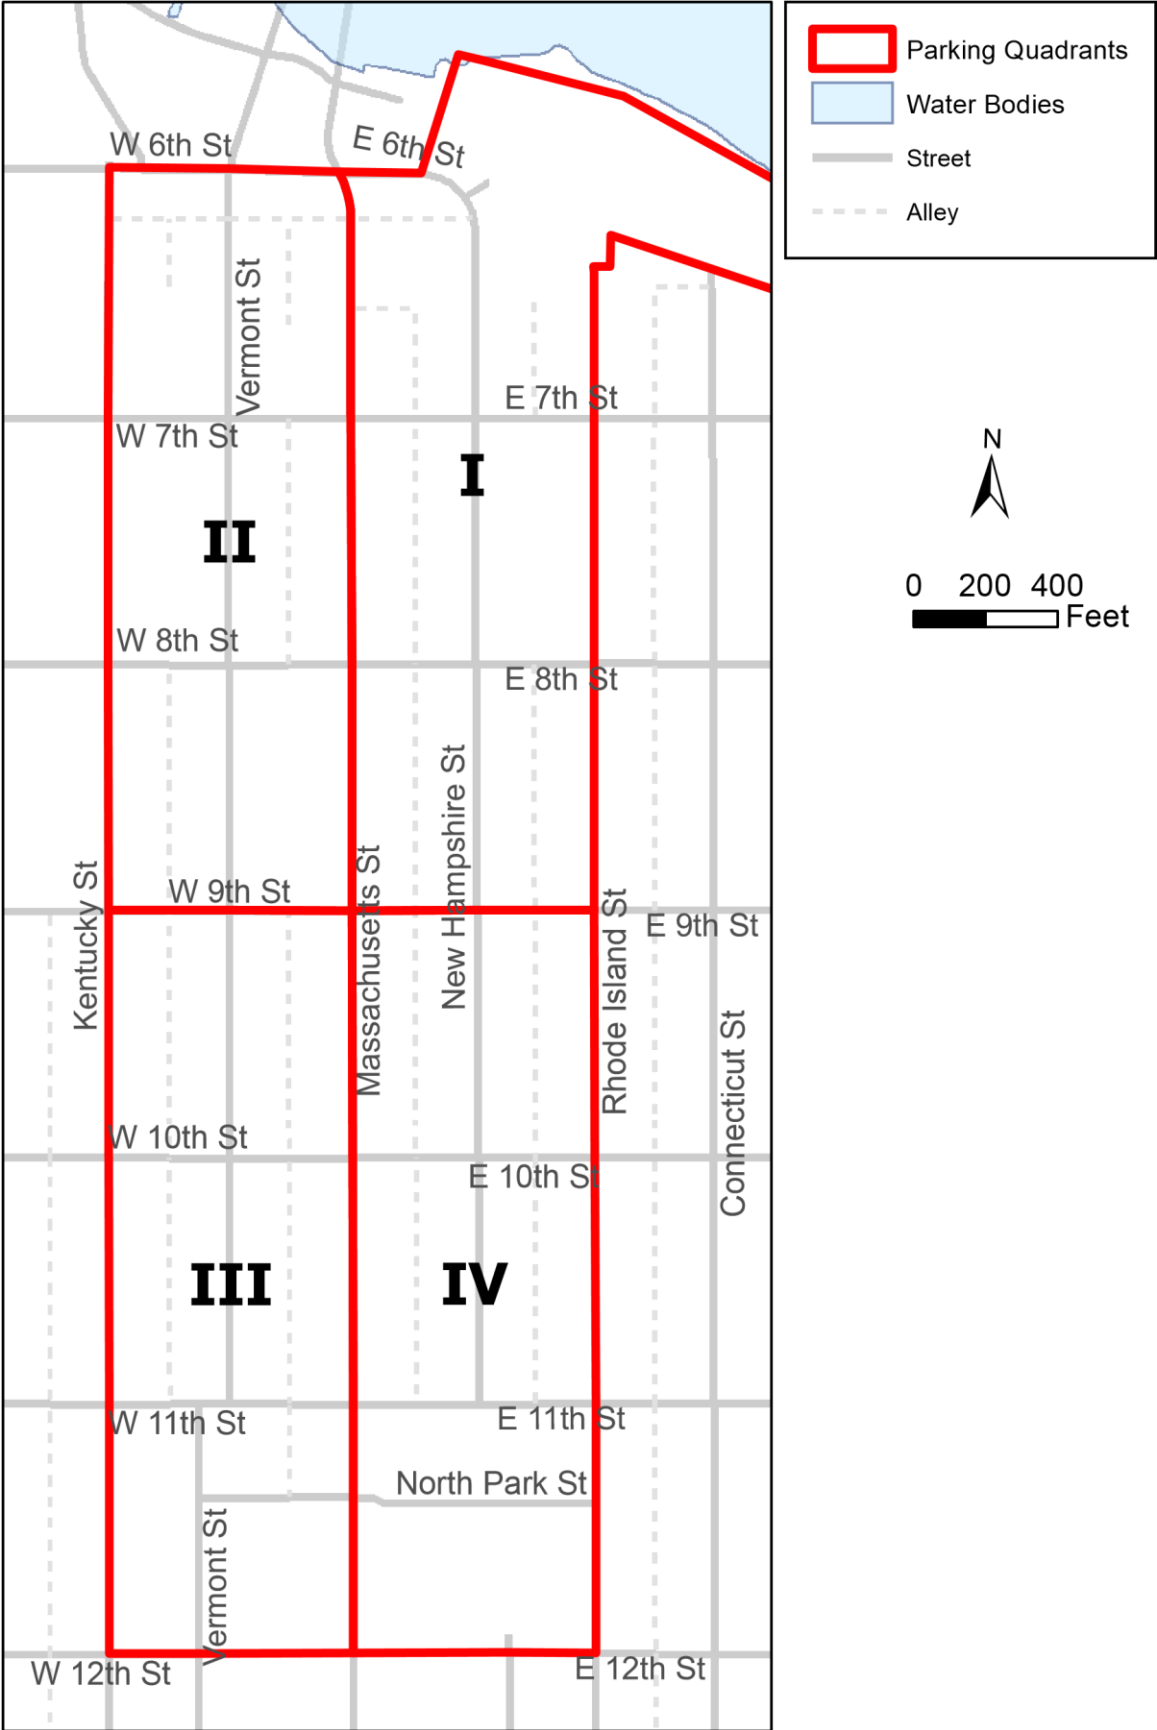 Parking Quadrants
Water Bodies
Street
Alley
W 6th St
E 6th St
Vermont St
E 7th St
W 7th St
N
I
II
0 200 400
Feet
W 8th St
E 8th St
New Hampshire St
Massachusetts St
Kentucky St
W 9th St
Rhode Island St
E 9th St
Connecticut St
W 10th St
E 10th St
III
IV
W 11th St
E 11th St
North Park St
Vermont St
W 12th St
E 12th St